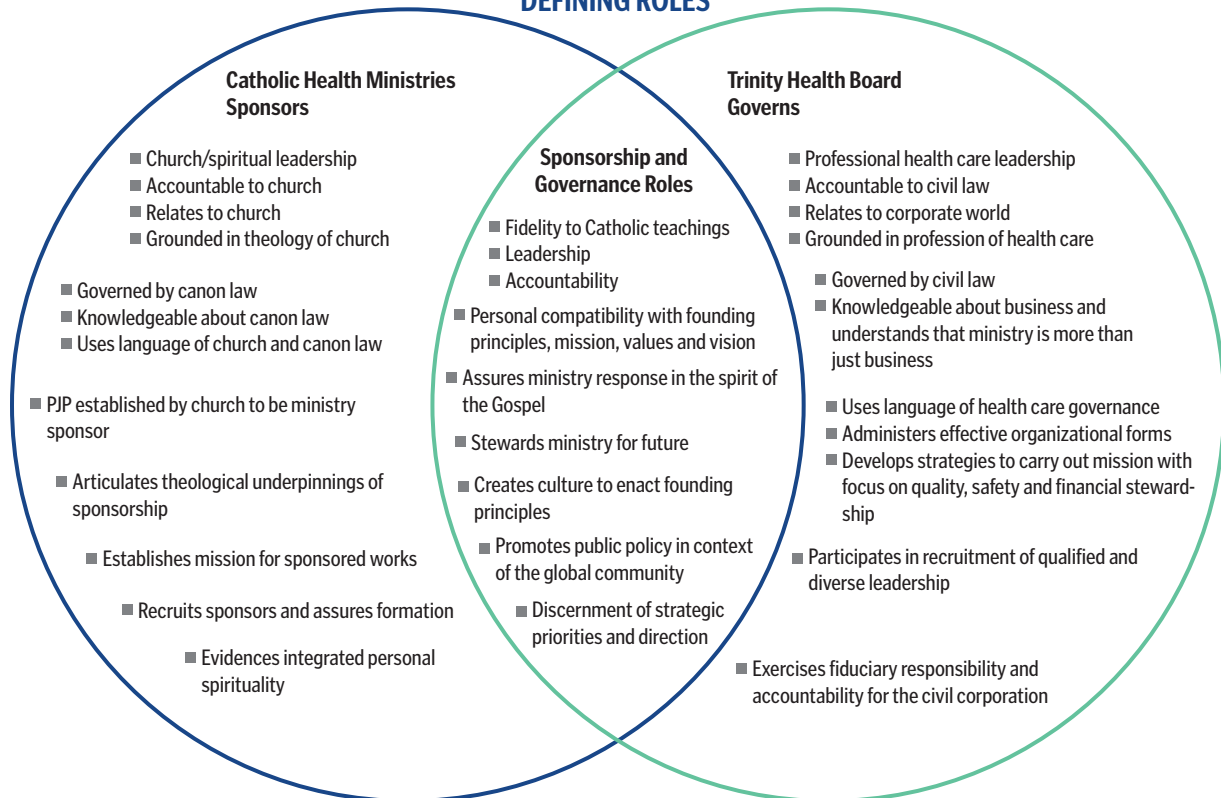 DEFINING ROLES
Catholic Health Ministries
Sponsors
■ Church/spiritual leadership
■ Accountable to church
■ Relates to church
■ Grounded in theology of church
■ Governed by canon law
■ Knowledgeable about canon law
■ Uses language of church and canon law
■ PJP established by church to be ministry
sponsor
■ Articulates theological underpinnings of
sponsorship
■ Establishes mission for sponsored works
■ Recruits sponsors and assures formation
■ Evidences integrated personal
spirituality
Sponsorship and
Governance Roles
■ Fidelity to Catholic teachings
■ Leadership
■ Accountability
■ Personal compatibility with founding
principles, mission, values and vision
■ Assures ministry response in the spirit of
the Gospel
■ Stewards ministry for future
■ Creates culture to enact founding
principles
■ Promotes public policy in context
of the global community
■ Discernment of strategic
priorities and direction
Trinity Health Board
Governs
■ Professional health care leadership
■ Accountable to civil law
■ Relates to corporate world
■ Grounded in profession of health care
■ Governed by civil law
■ Knowledgeable about business and
understands that ministry is more than
just business
■ Uses language of health care governance
■ Administers effective organizational forms
■ Develops strategies to carry out mission with
focus on quality, safety and financial steward-
ship
■ Participates in recruitment of qualified and
diverse leadership
■ Exercises fiduciary responsibility and
accountability for the civil corporation